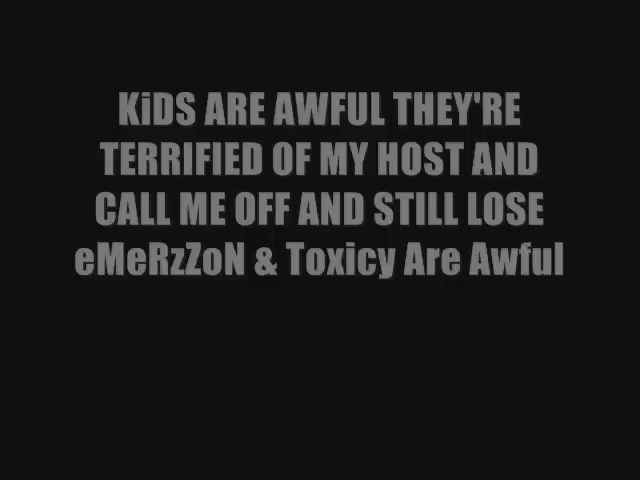 KiDS ARE AWFUL THEY'RE
TERRIFIED OF MY HOST AND
CALL ME OFF AND STILL LOSE
eMeRzZoN & Toxicy Are Awful